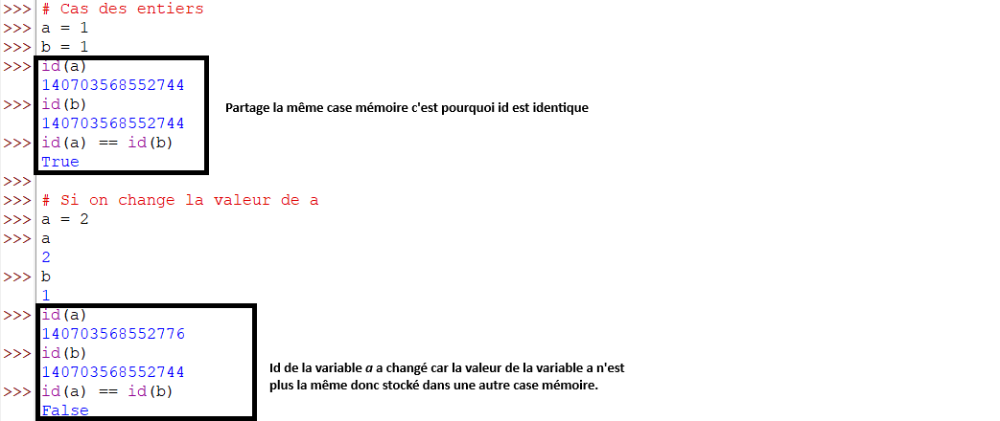 >>> # Cas des entiers
>>> a = 1
>>> b = 1
>>> id(a)
140703568552744
>>> id(b)
140703568552744
>>> id(a) == id(b)
True
Partage la même case mémoire c'est pourquoi id est identique
>>>
>>> # Si on change la valeur de a
>>> a = 2
>>> a
2
>>> b
1
>>> id(a)
140703568552776
>>> id(b)
140703568552744
>>> id(a) == id(b)
False
Id de la variable a a changé car la valeur de la variable a n'est
plus la même donc stocké dans une autre case mémoire.